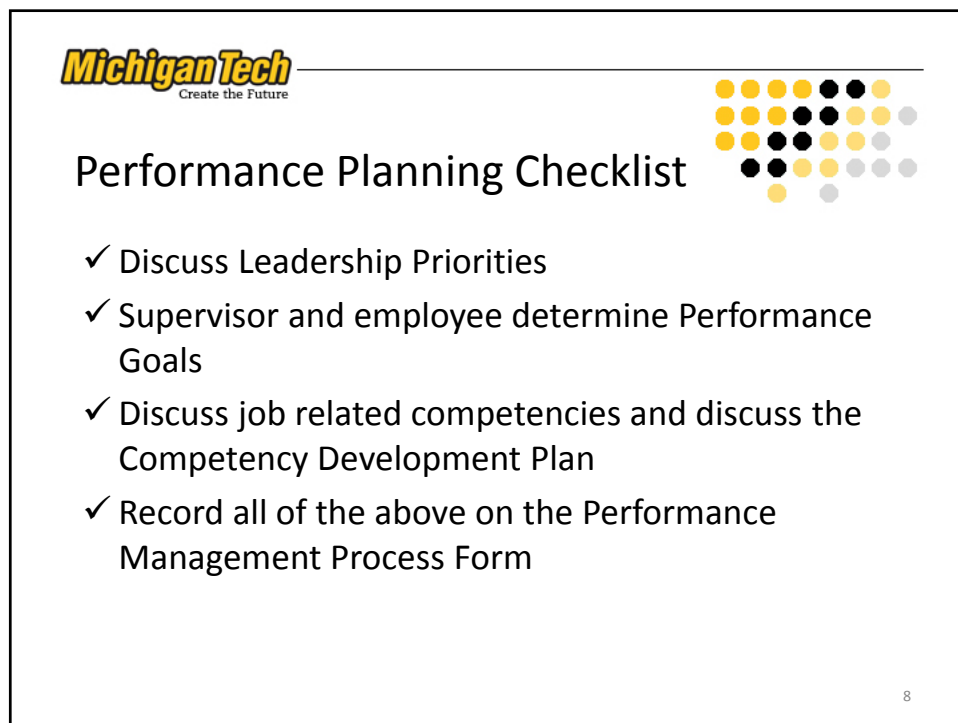 Michigan Tech
Create the Future
Performance Planning Checklist
✓ Discuss Leadership Priorities
✓ Supervisor and employee determine Performance
Goals
✓ Discuss job related competencies and discuss the
Competency Development Plan
✓ Record all of the above on the Performance
Management Process Form
8